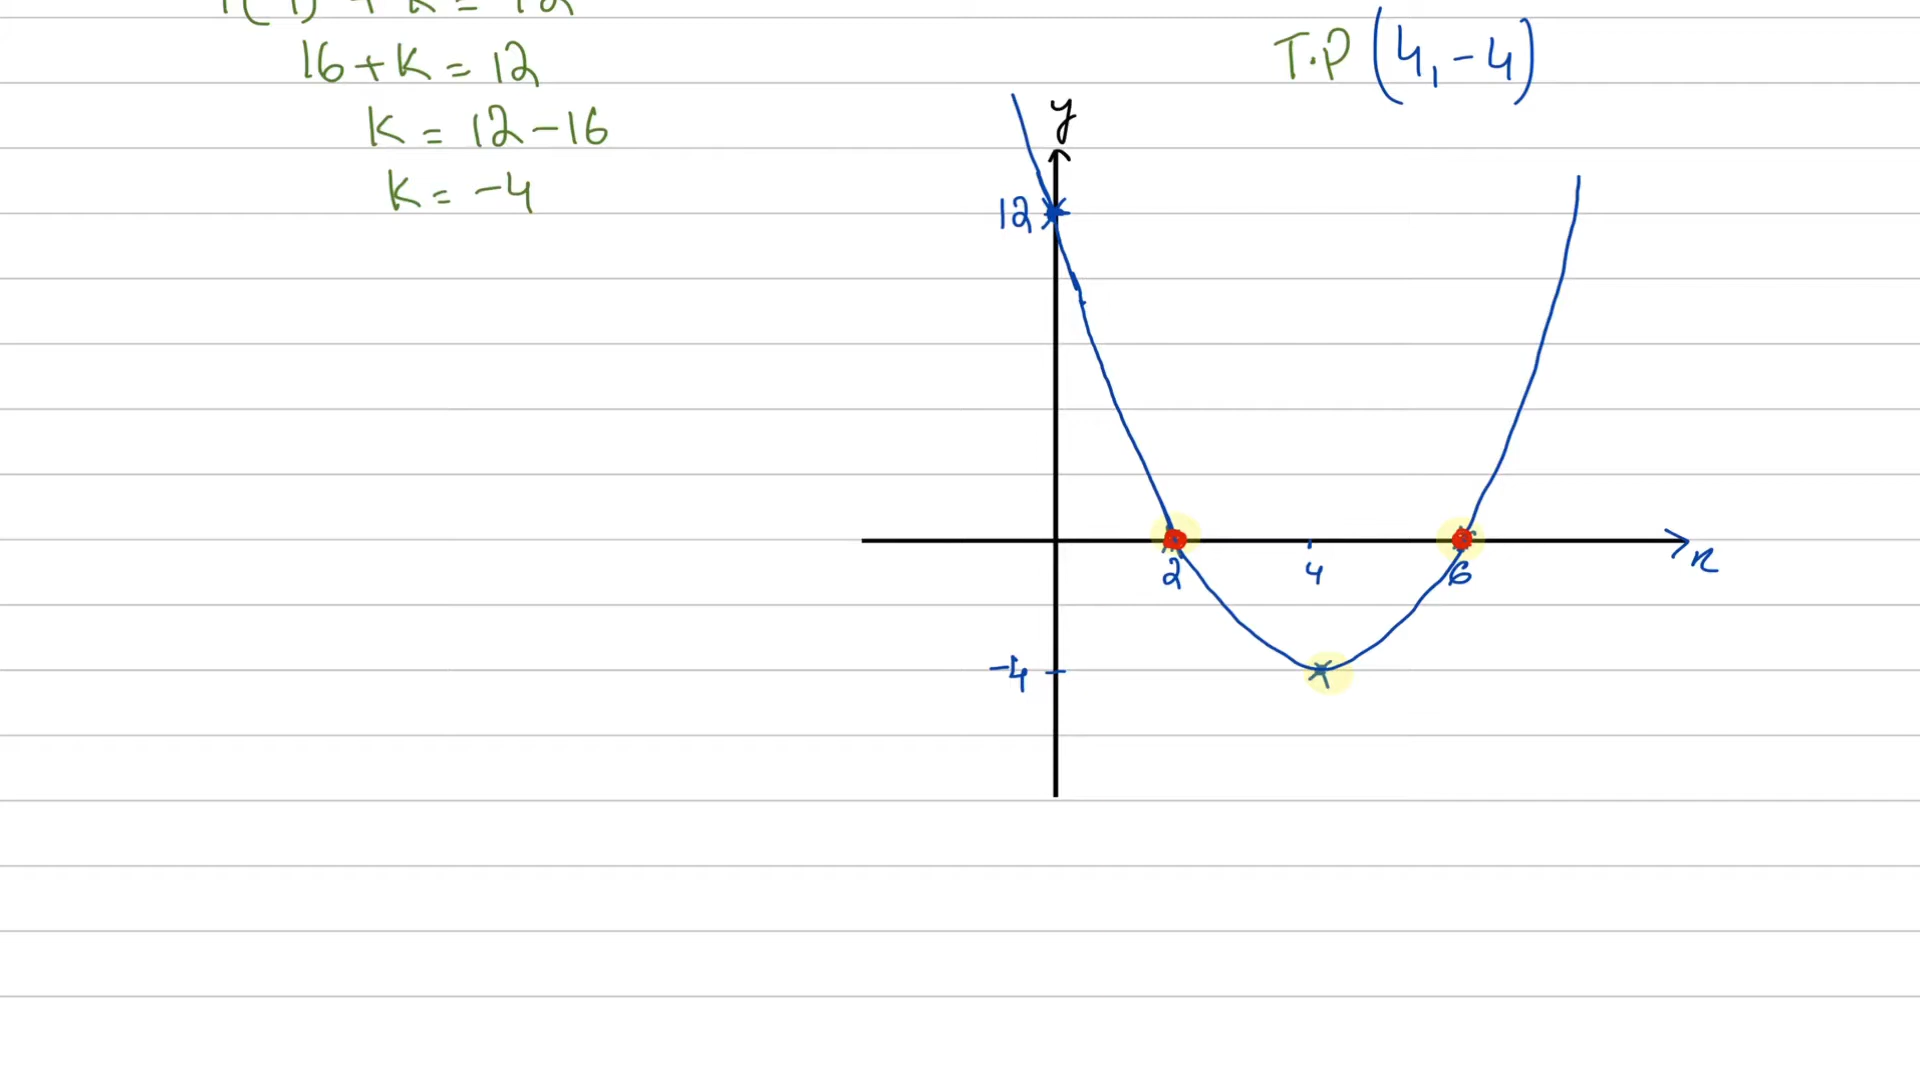 16+K = 12
K = 12-16
K = -4
T.P (4, -4)
y
12
2
4
6
x
-4